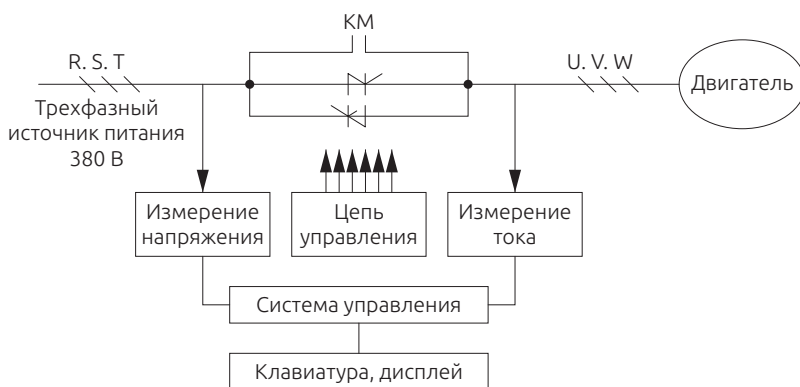 KM
R. S. T
U. V. W
Двигатель
Трехфазный
источник питания
380 В
Измерение
напряжения
Цепь
управления
Измерение
тока
Система управления
Клавиатура, дисплей